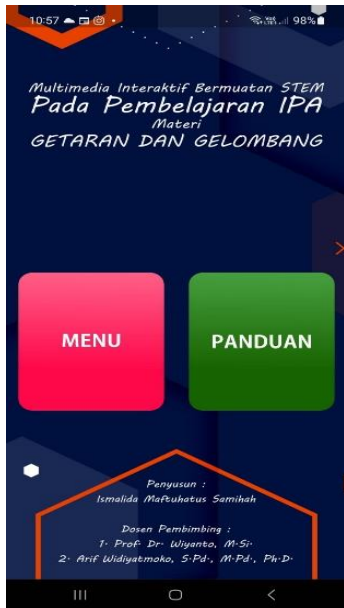 10:57
98%
Multimedia Interaktif Bermuatan STEM
Pada Pembelajaran IPA
Materi
GETARAN DAN GELOMBANG
MENU
PANDUAN
Penyusun :
Ismalida Maftuhatus Samihah
Dosen Pembimbing :
1. Prof. Dr. Wiyanto, M.Si.
2. Arif Widiyatmoko, S.Pd., M.Pd., Ph.D.